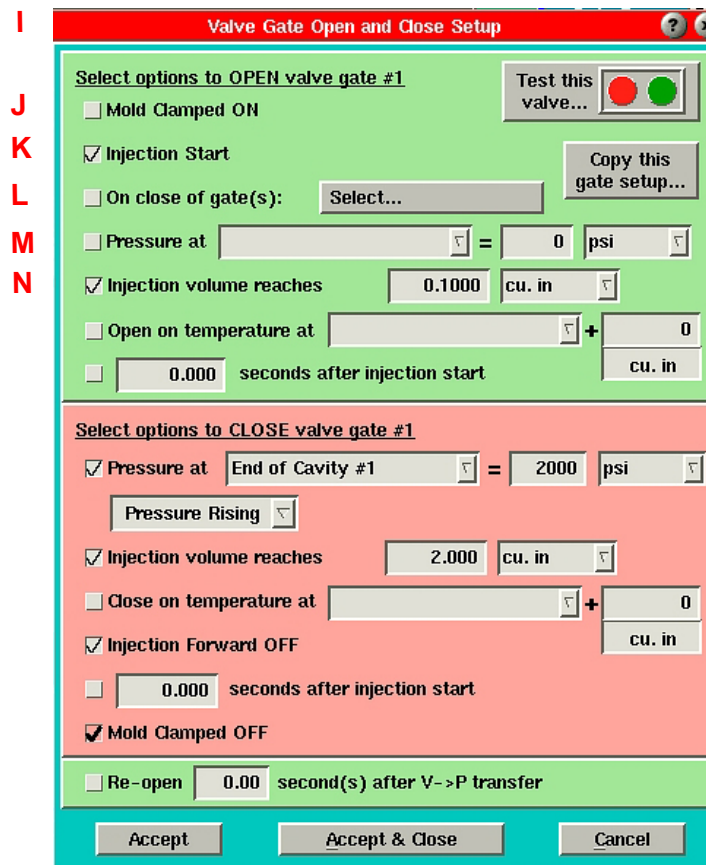 I
Valve Gate Open and Close Setup ?
Select options to OPEN valve gate #1
Test this
valve...
J
Mold Clamped ON
K
Injection Start
Copy this
gate setup...
L
On close of gate(s): Select...
M
Pressure at = 0 psi
N
Injection volume reaches 0.1000 cu. in
Open on temperature at + 0
cu. in
0.000 seconds after injection start
Select options to CLOSE valve gate #1
Pressure at End of Cavity #1 = 2000 psi
Pressure Rising
Injection volume reaches 2.000 cu. in
Close on temperature at + 0
cu. in
Injection Forward OFF
0.000 seconds after injection start
Mold Clamped OFF
Re-open 0.00 second(s) after V->P transfer
Accept Accept & Close Cancel